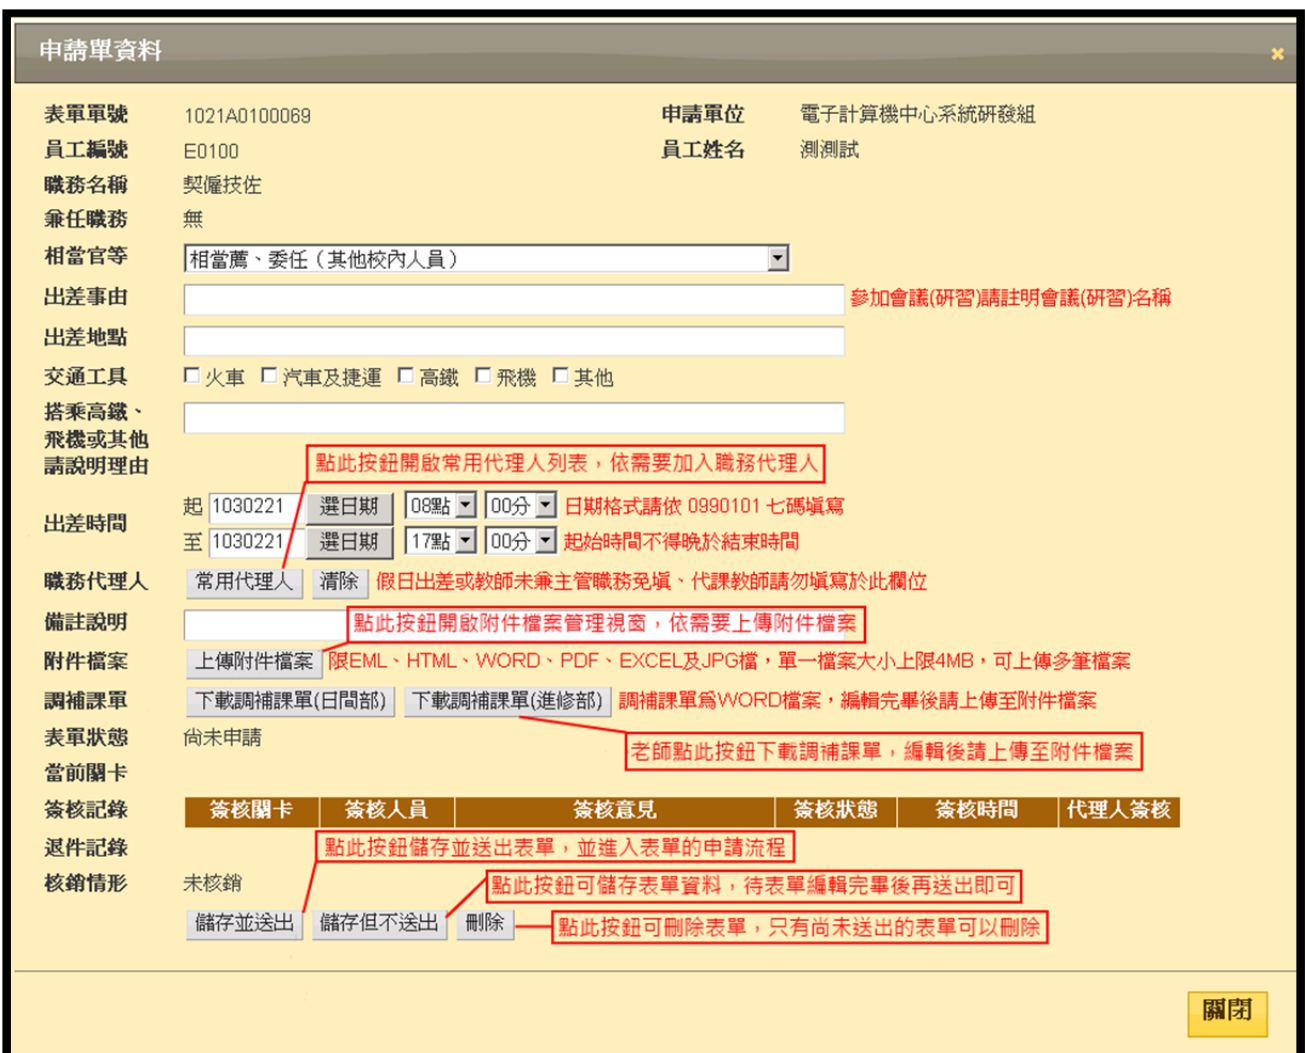 申請單資料
表單單號 1021A0100069 申請單位 電子計算機中心系統研發組
員工編號 E0100 員工姓名 測測試
職務名稱 契僱技佐
兼任職務 無
相當官等 相當薦、委任（其他校內人員）
出差事由 參加會議(研習)請註明會議(研習)名稱
出差地點
交通工具 火車 汽車及捷運 高鐵 飛機 其他
搭乘高鐵、
飛機或其他
請說明理由
點此按鈕開啟常用代理人列表，依需要加入職務代理人
出差時間
起 1030221 選日期 08點 00分 日期格式請依 0990101 七碼填寫
至 1030221 選日期 17點 00分 起始時間不得晚於結束時間
職務代理人 常用代理人 清除 假日出差或教師未兼主管職務免填、代課教師請勿填寫於此欄位
備註說明 點此按鈕開啟附件檔案管理視窗，依需要上傳附件檔案
附件檔案 上傳附件檔案 限EML、HTML、WORD、PDF、EXCEL及JPG檔，單一檔案大小上限4MB，可上傳多筆檔案
調補課單 下載調補課單(日間部) 下載調補課單(進修部) 調補課單為WORD檔案，編輯完畢後請上傳至附件檔案
表單狀態 尚未申請
老師點此按鈕下載調補課單，編輯後請上傳至附件檔案
當前關卡
簽核記錄 簽核關卡 簽核人員 簽核意見 簽核狀態 簽核時間 代理人簽核
退件記錄 點此按鈕儲存並送出表單，並進入表單的申請流程
核銷情形 未核銷 點此按鈕可儲存表單資料，待表單編輯完畢後再送出即可
儲存並送出 儲存但不送出 刪除 點此按鈕可刪除表單，只有尚未送出的表單可以刪除
關閉